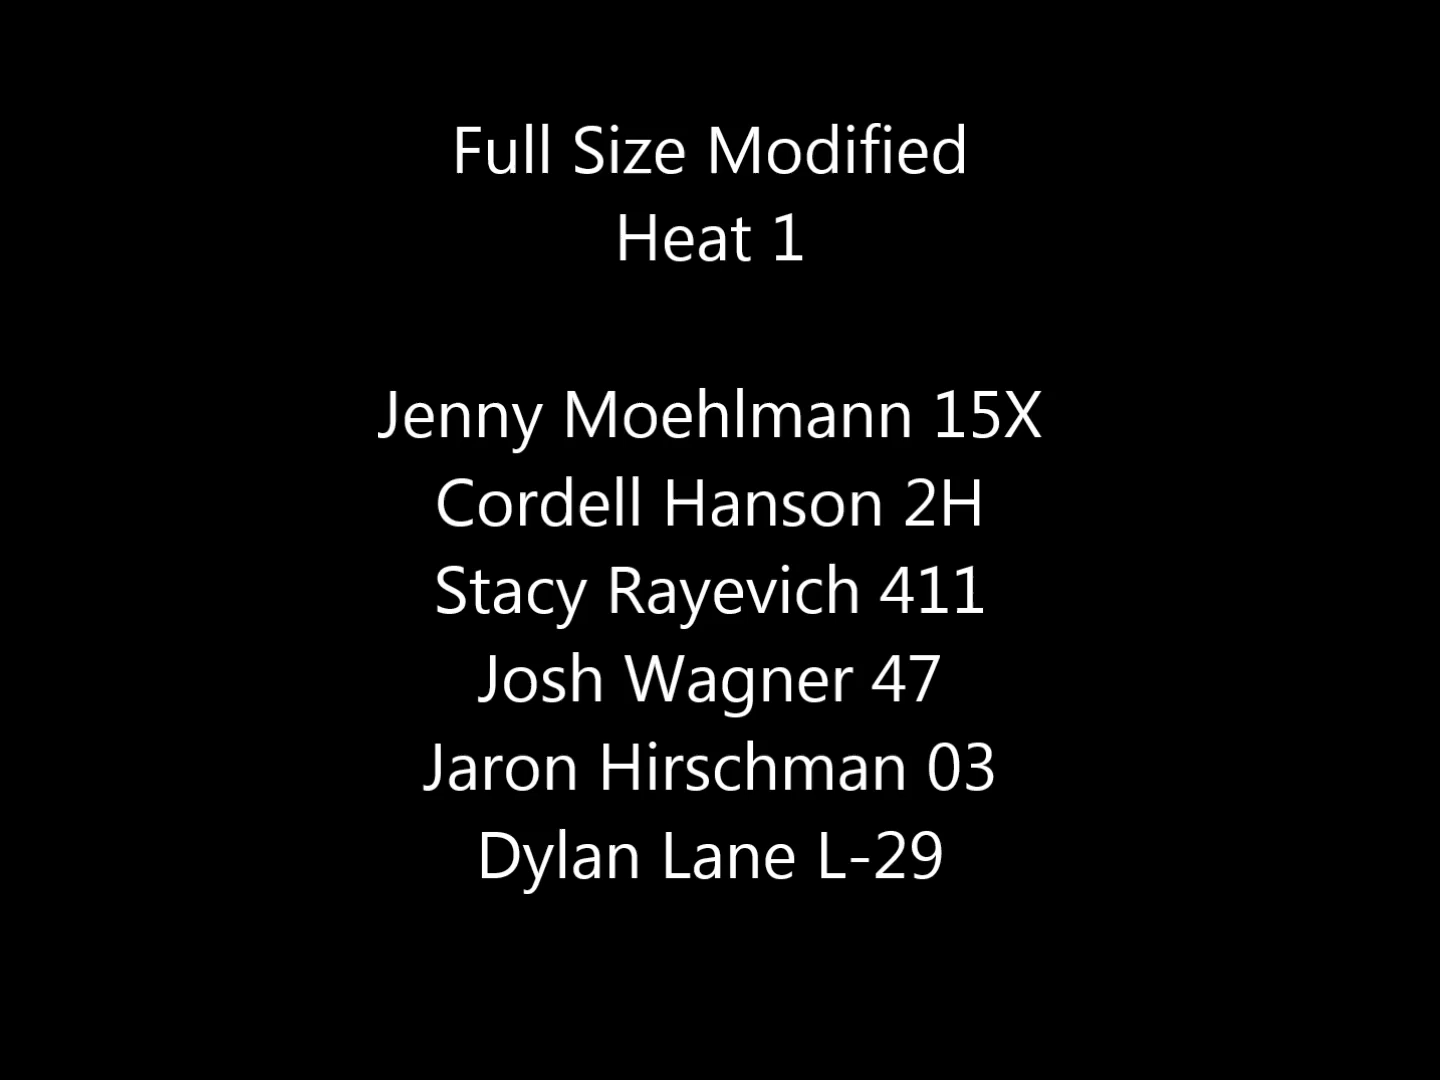 Full Size Modified
Heat 1
Jenny Moehlmann 15X
Cordell Hanson 2H
Stacy Rayevich 411
Josh Wagner 47
Jaron Hirschman 03
Dylan Lane L-29